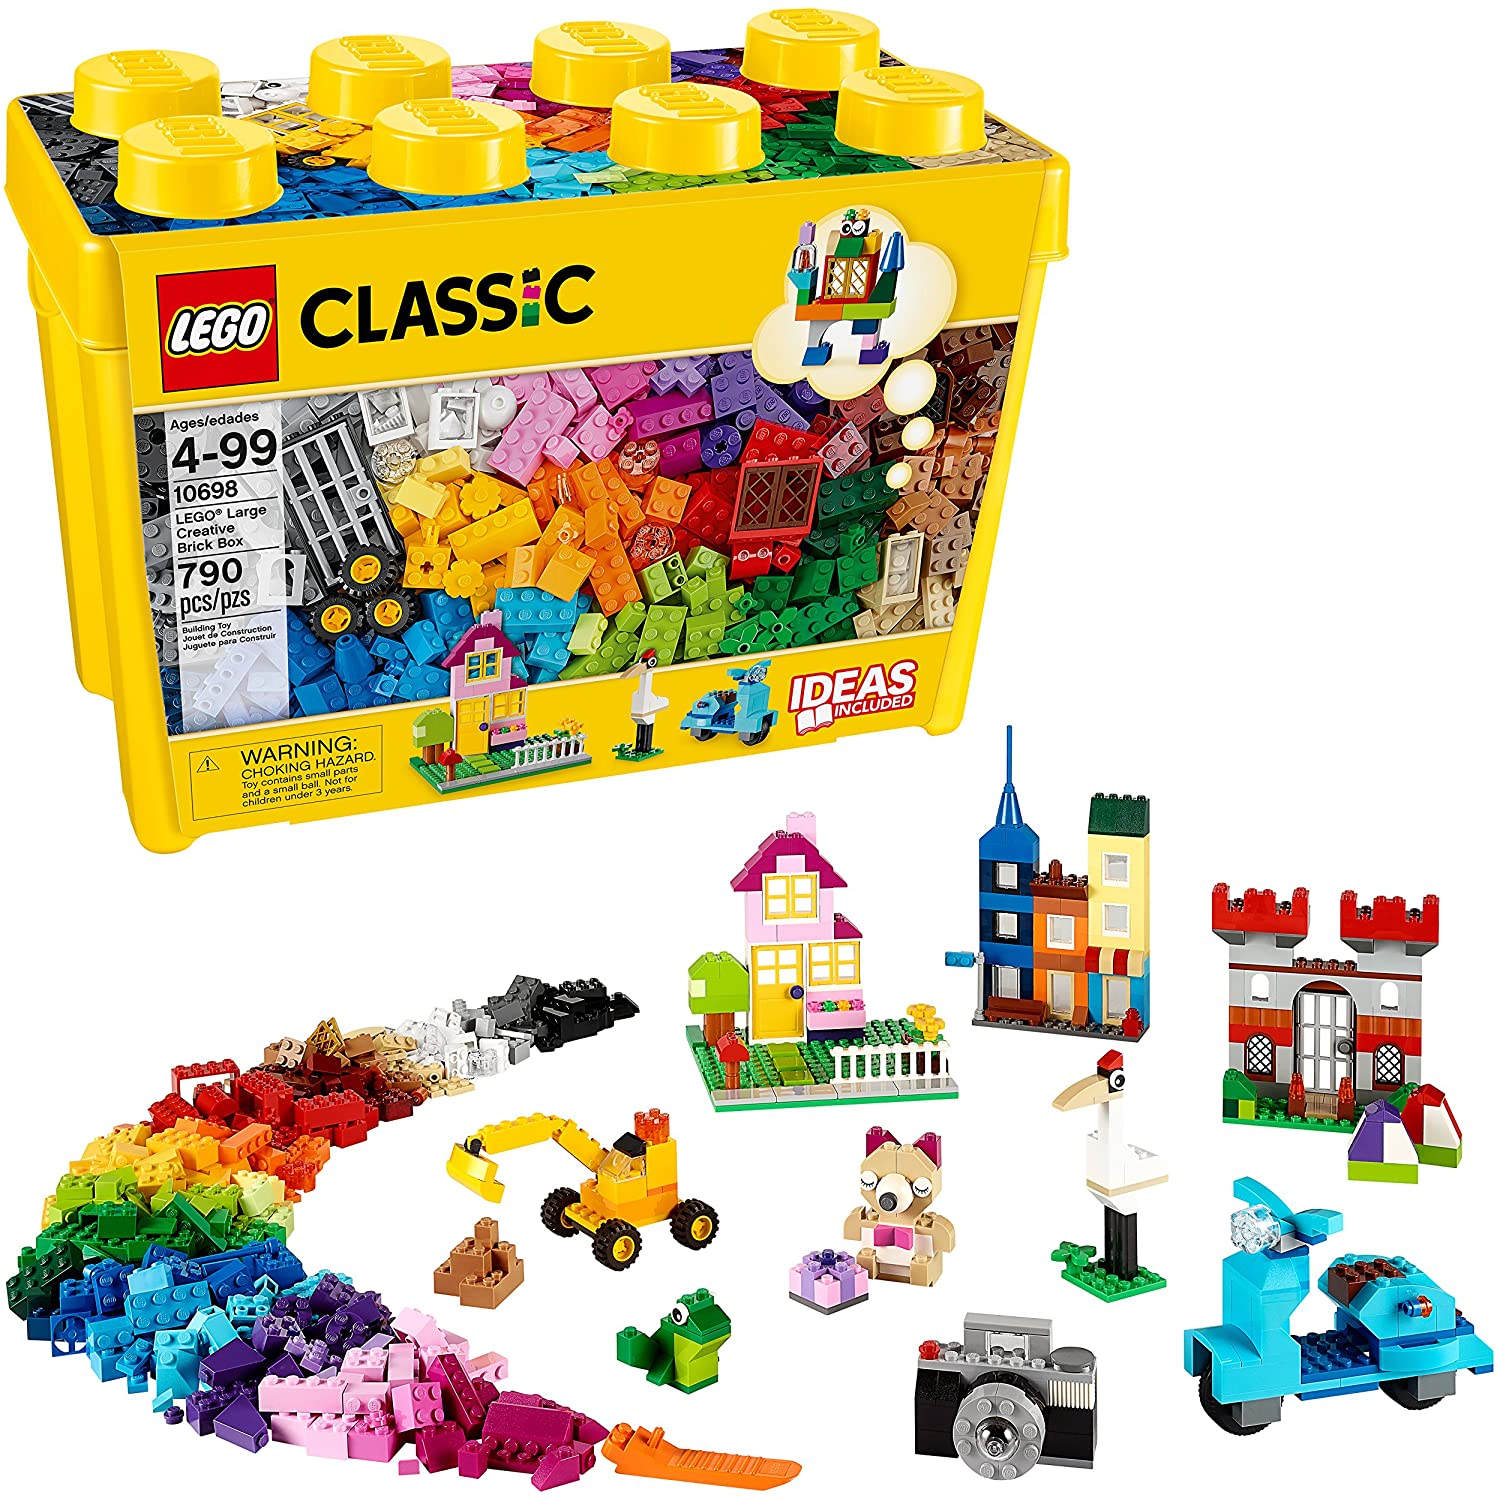 LEGO
CLASSIC
Ages/edades
4-99
10698
LEGO® Large
Creative
Brick Box
790
pcs/pzs
Building Toy
Jouet de Construction
Juguete para Construir
WARNING:
CHOKING HAZARD.
Toy contains small parts
and a small ball. Not for
children under 3 years.
IDEAS
INCLUDED